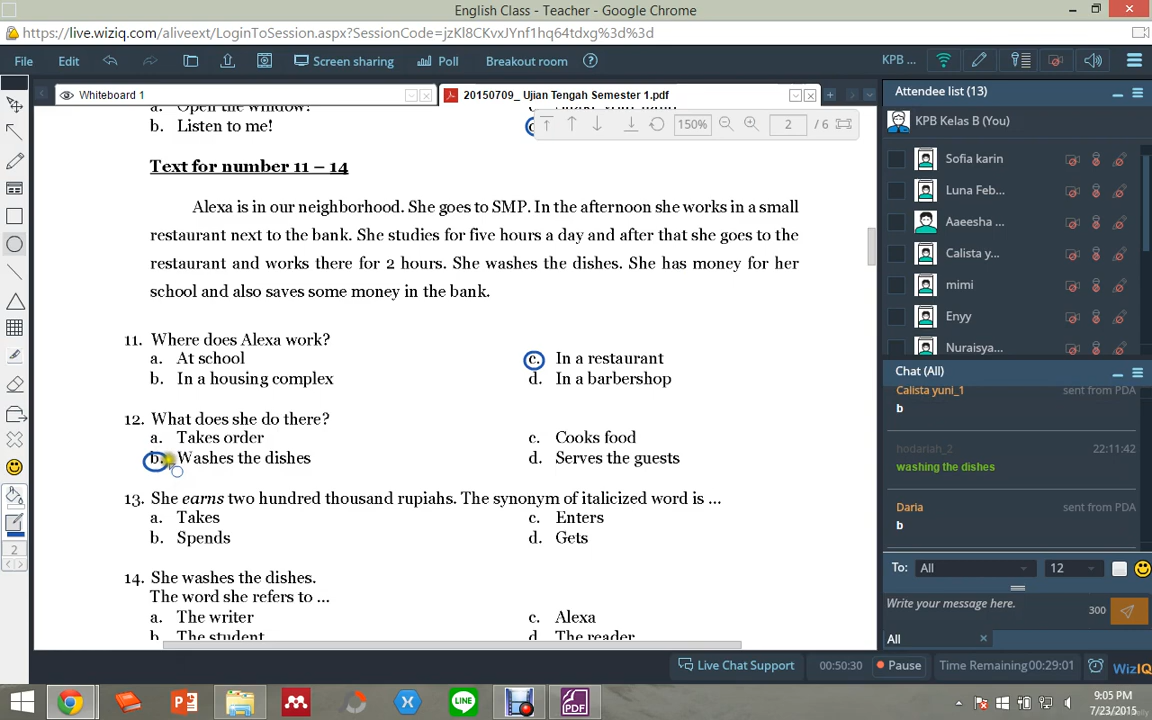 English Class - Teacher - Google Chrome
https://live.wiziq.com/aliveext/LoginToSession.aspx?SessionCode=jzKl8CKvxJYnf1hq64tdxg%3d%3d
File Edit Screen sharing Poll Breakout room ? KPB ...
Whiteboard 1 20150709_ Ujian Tengah Semester 1.pdf
Attendee list (13)
KPB Kelas B (You)
Sofia karin
Luna Feb...
Aaeesha ...
Calista y...
mimi
Enyy
Nuraisya...
150% 2 / 6
a. Open the window!
b. Listen to me!
Text for number 11 – 14
Alexa is in our neighborhood. She goes to SMP. In the afternoon she works in a small
restaurant next to the bank. She studies for five hours a day and after that she goes to the
restaurant and works there for 2 hours. She washes the dishes. She has money for her
school and also saves some money in the bank.
11. Where does Alexa work?
a. At school c. In a restaurant
b. In a housing complex d. In a barbershop
12. What does she do there?
a. Takes order c. Cooks food
b. Washes the dishes d. Serves the guests
13. She earns two hundred thousand rupiahs. The synonym of italicized word is ...
a. Takes c. Enters
b. Spends d. Gets
14. She washes the dishes.
The word she refers to ...
a. The writer c. Alexa
b. The student d. The reader
Chat (All)
Calista yuni_1 sent from PDA
b
hodariah_2 22:11:42
washing the dishes
Daria sent from PDA
b
To: All 12
Write your message here. 300
All
2
Live Chat Support 00:50:30 Pause Time Remaining 00:29:01 WizIQ
9:05 PM
7/23/2015